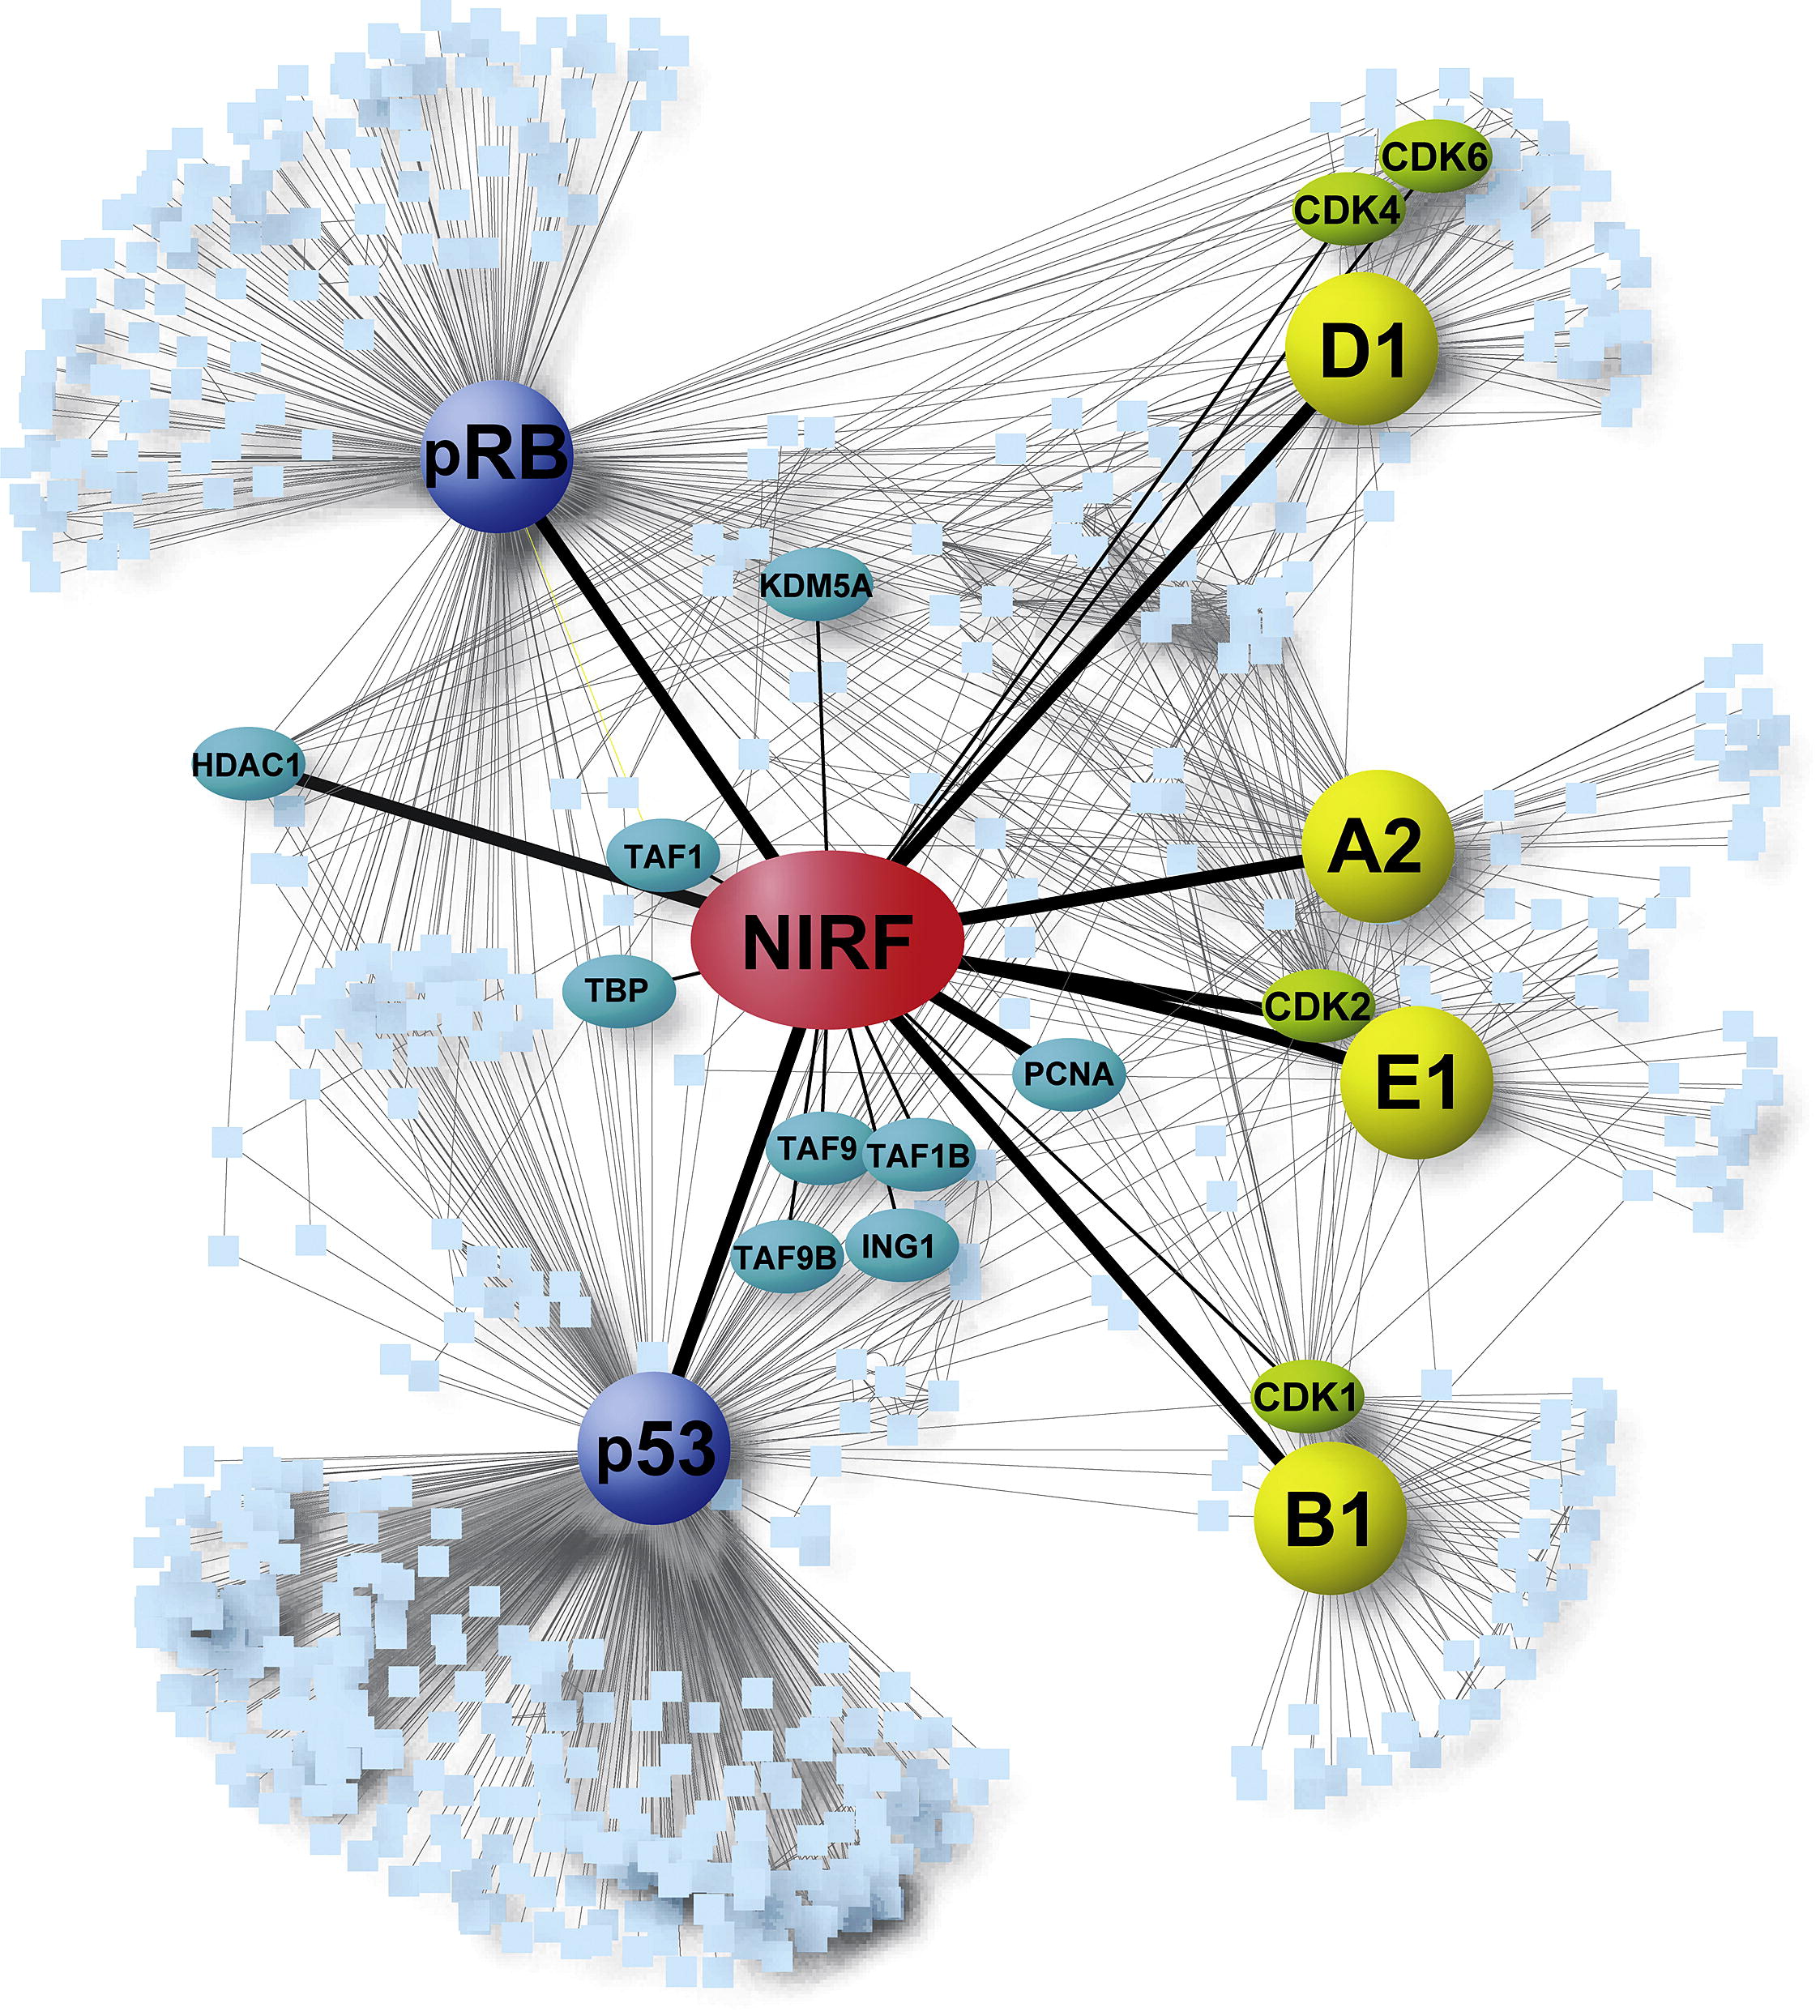 CDK6
CDK4
D1
pRB
KDM5A
HDAC1
TAF1
A2
NIRF
TBP
CDK2
E1
PCNA
TAF9
TAF1B
TAF9B
ING1
CDK1
p53
B1